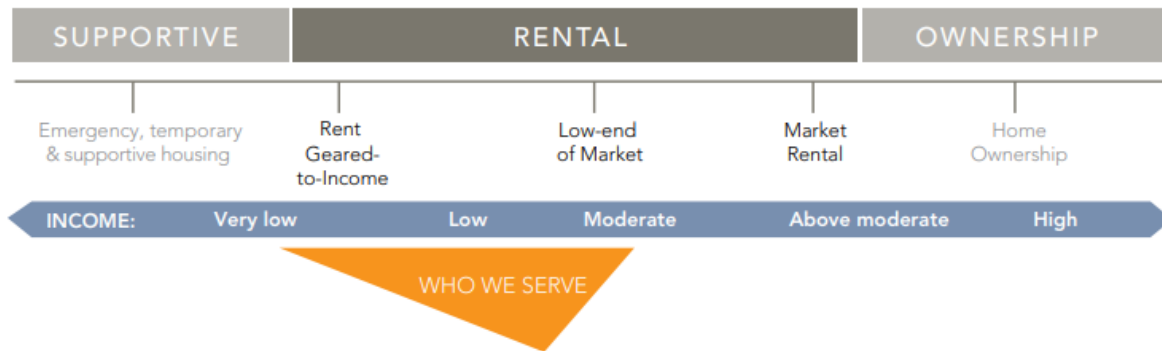 SUPPORTIVE RENTAL OWNERSHIP
Emergency, temporary
& supportive housing
Rent
Geared-
to-Income
Low-end
of Market
Market
Rental
Home
Ownership
INCOME: Very low Low Moderate Above moderate High
WHO WE SERVE